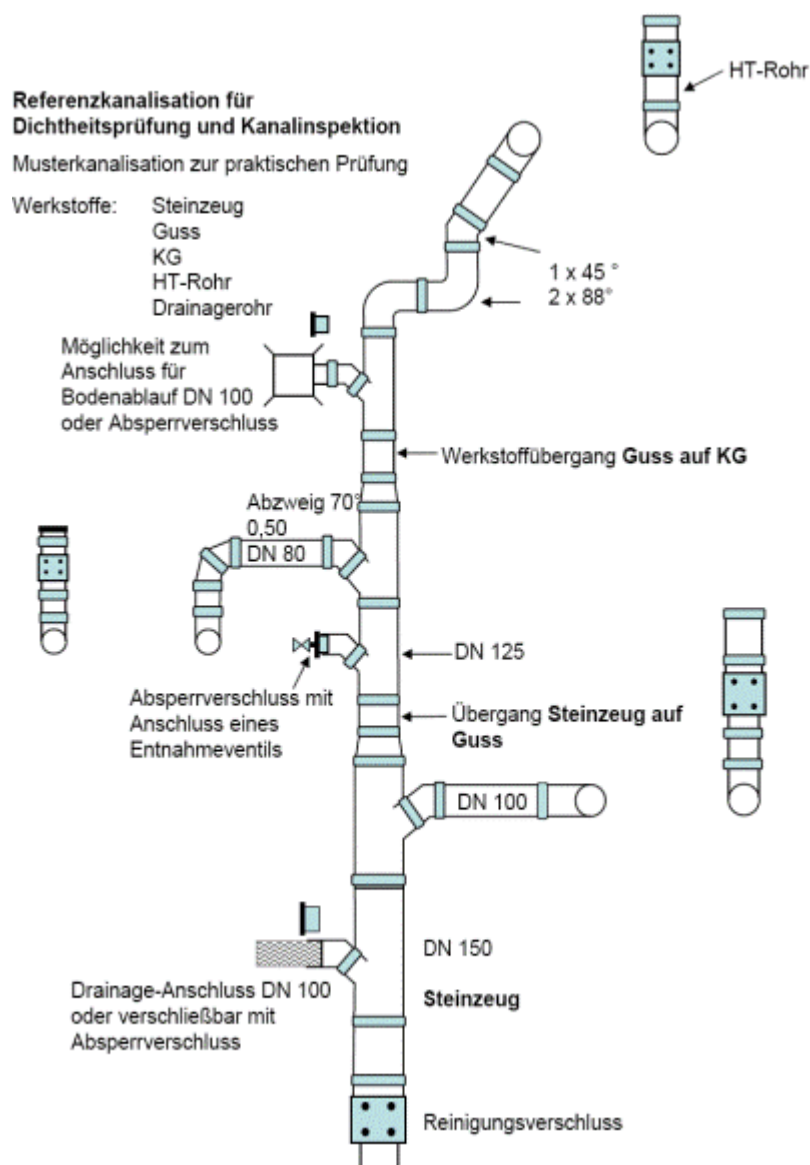 HT-Rohr
Referenzkanalisation für
Dichtheitsprüfung und Kanalinspektion
Musterkanalisation zur praktischen Prüfung
Werkstoffe: Steinzeug
Guss
KG
HT-Rohr
Drainagerohr
1 x 45 °
2 x 88°
Möglichkeit zum
Anschluss für
Bodenablauf DN 100
oder Absperrverschluss
Werkstoffübergang Guss auf KG
Abzweig 70°
0,50
DN 80
DN 125
Absperrverschluss mit
Anschluss eines
Entnahmeventils
Übergang Steinzeug auf
Guss
DN 100
DN 150
Steinzeug
Drainage-Anschluss DN 100
oder verschließbar mit
Absperrverschluss
Reinigungsverschluss